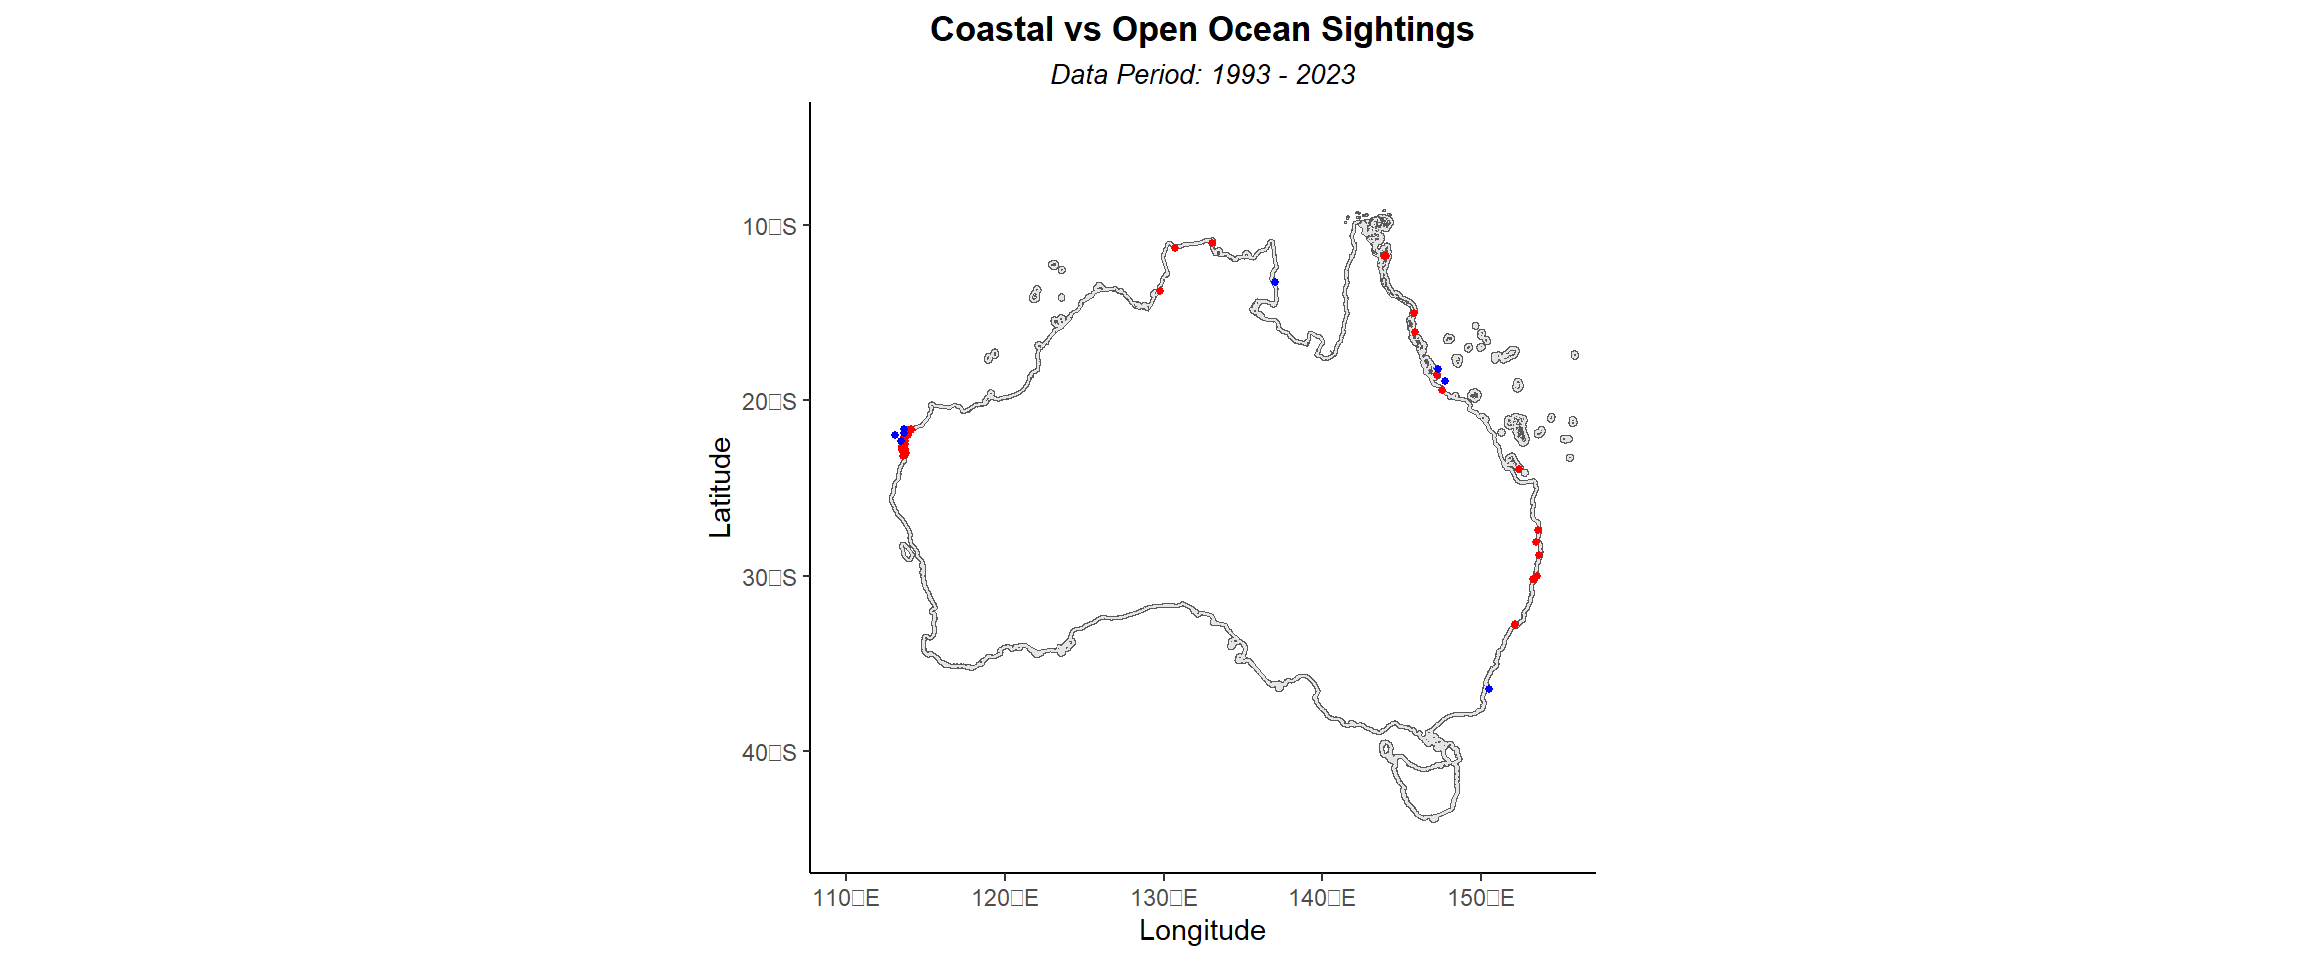 Coastal vs Open Ocean Sightings
Data Period: 1993 - 2023
10□S
20□S
30□S
40□S
Latitude
110□E
120□E
130□E
140□E
150□E
Longitude